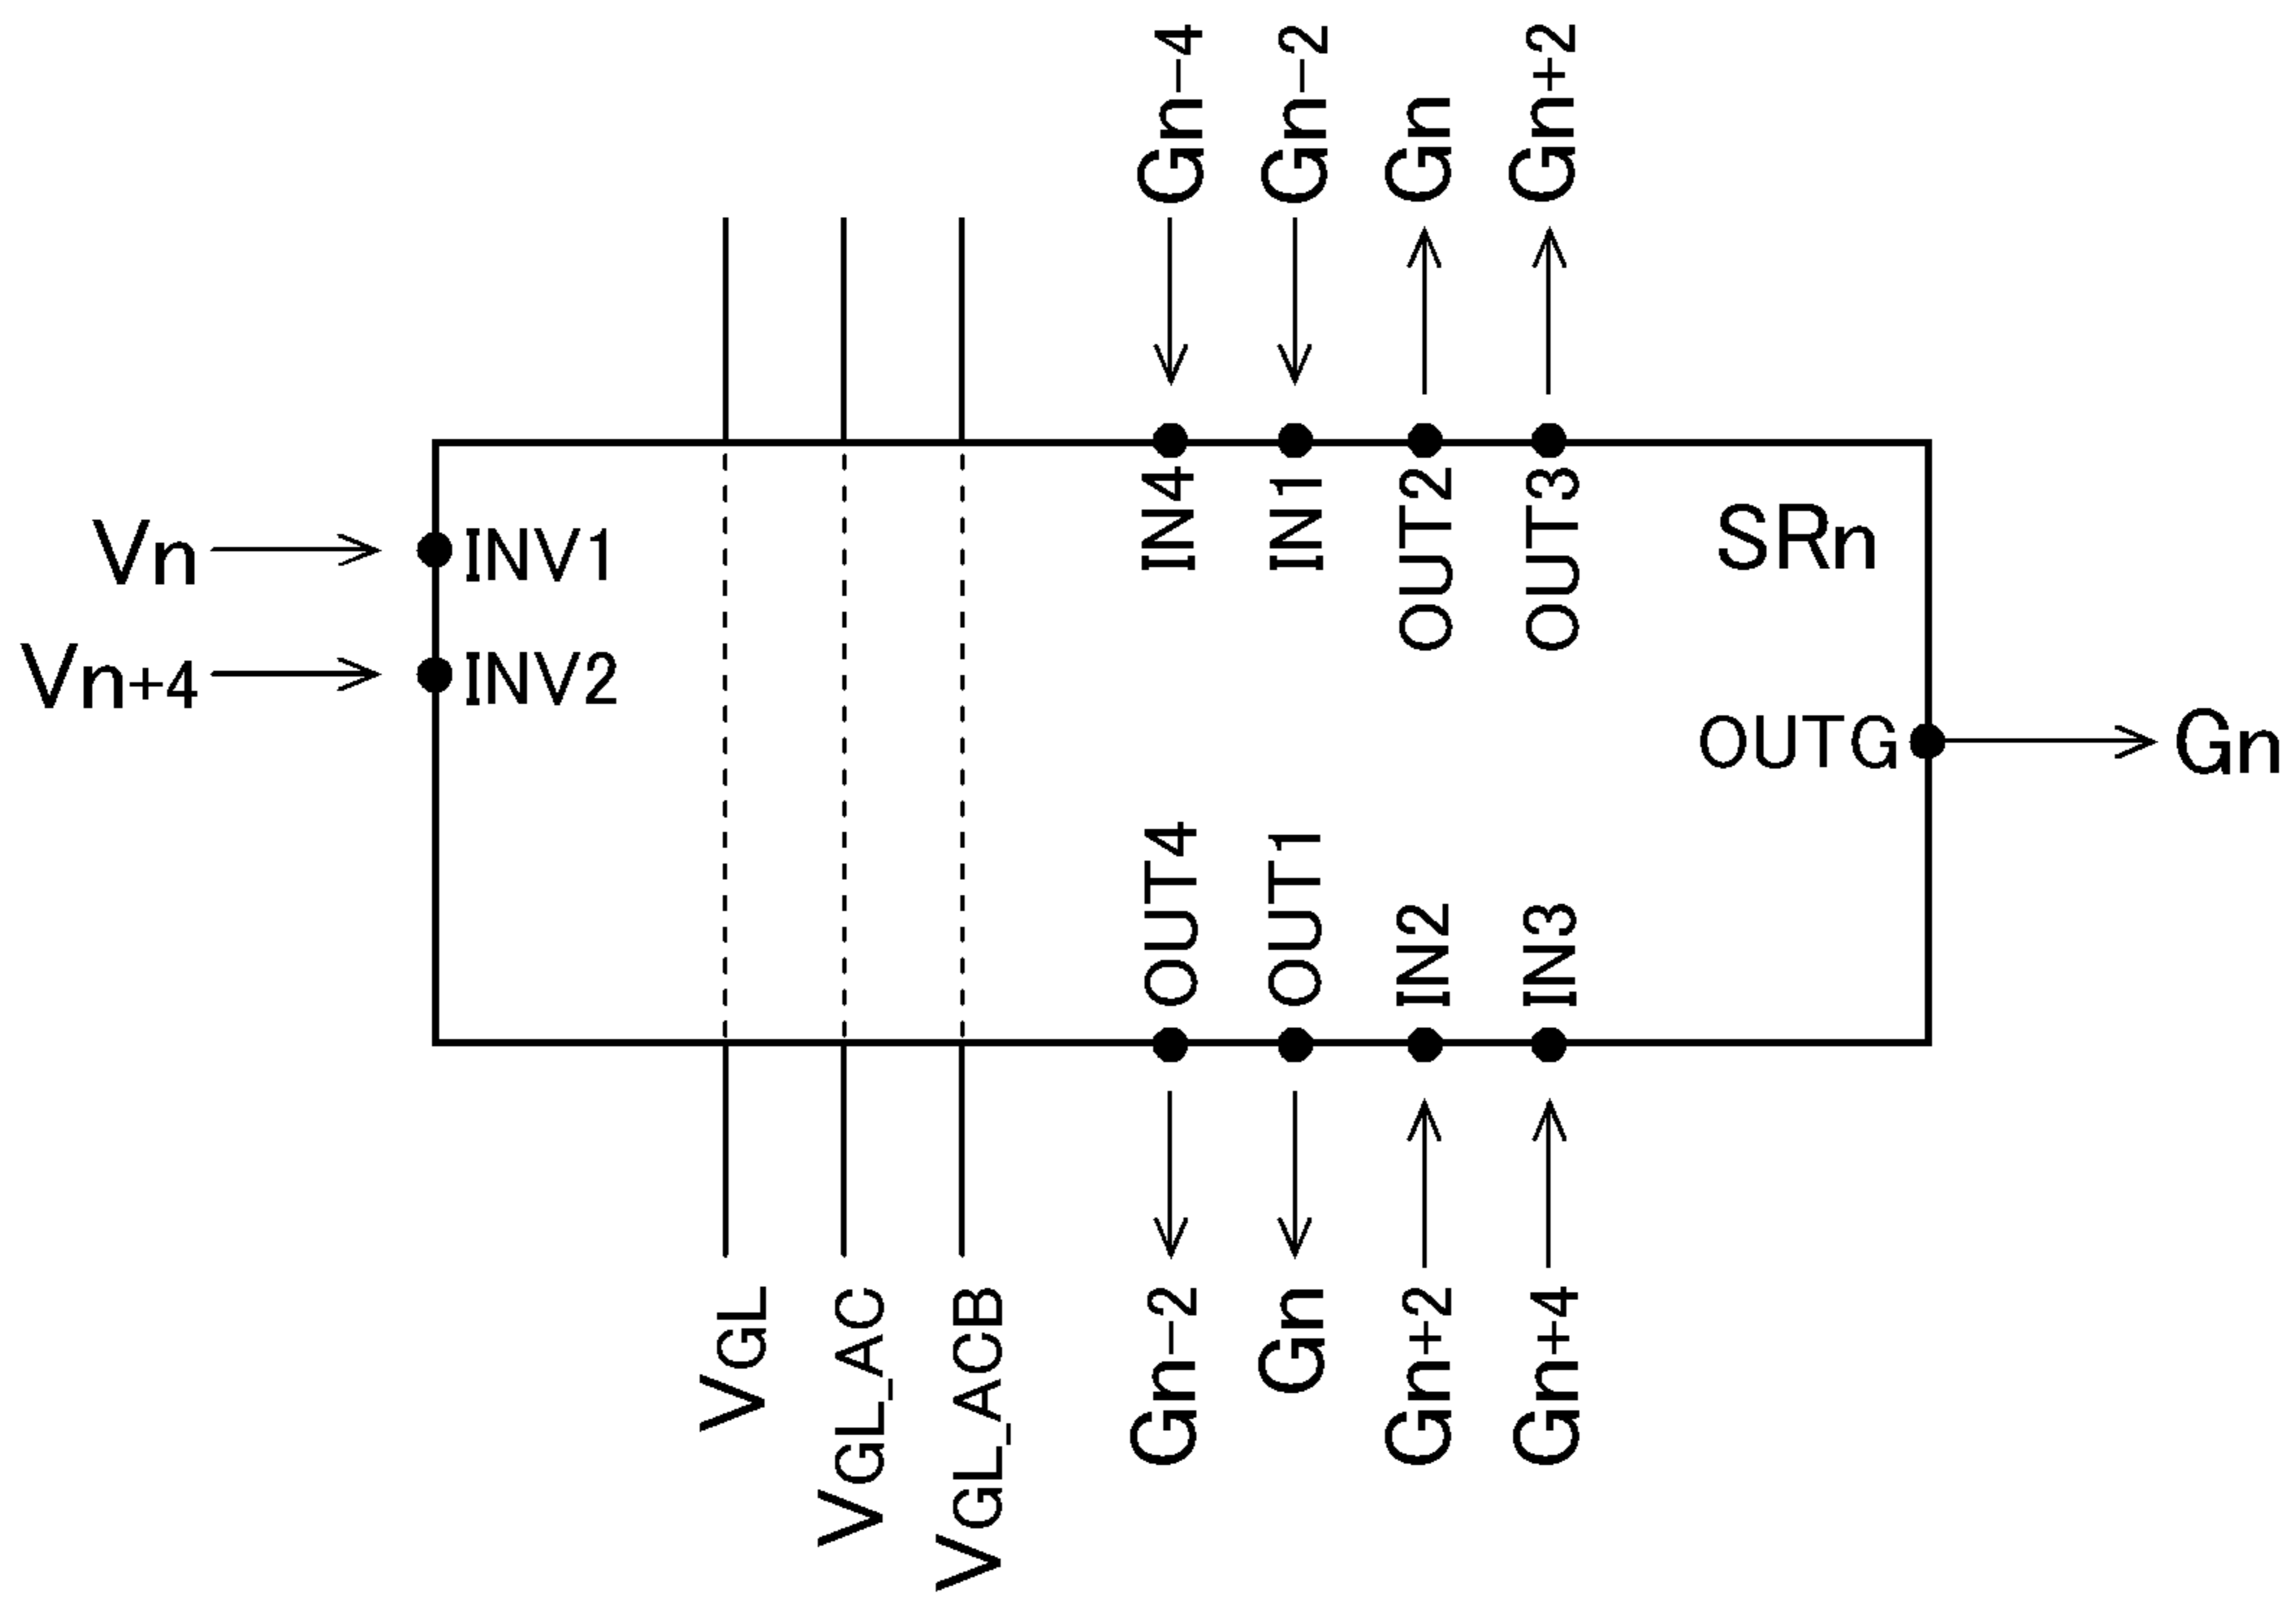 Gn-4
Gn-2
Gn
Gn+2
IN4
IN1
OUT2
OUT3
SRn
Vn
INV1
Vn+4
INV2
OUTG
Gn
OUT4
OUT1
IN2
IN3
VGL
VGL_AC
VGL_ACB
Gn-2
Gn
Gn+2
Gn+4